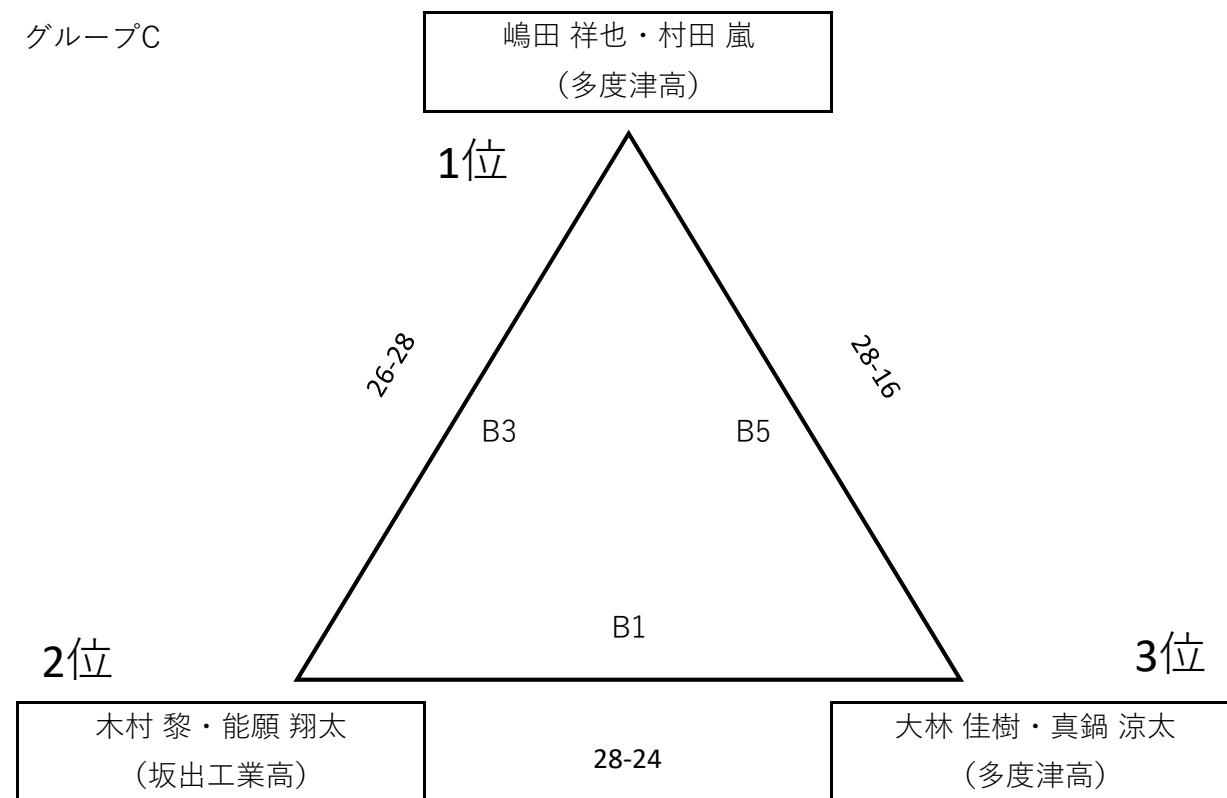 グループC
嶋田 祥也・村田 嵐
（多度津高）
1位
26-28
28-16
B3
B5
B1
2位
3位
木村 黎・能願 翔太
（坂出工業高）
28-24
大林 佳樹・真鍋 涼太
（多度津高）